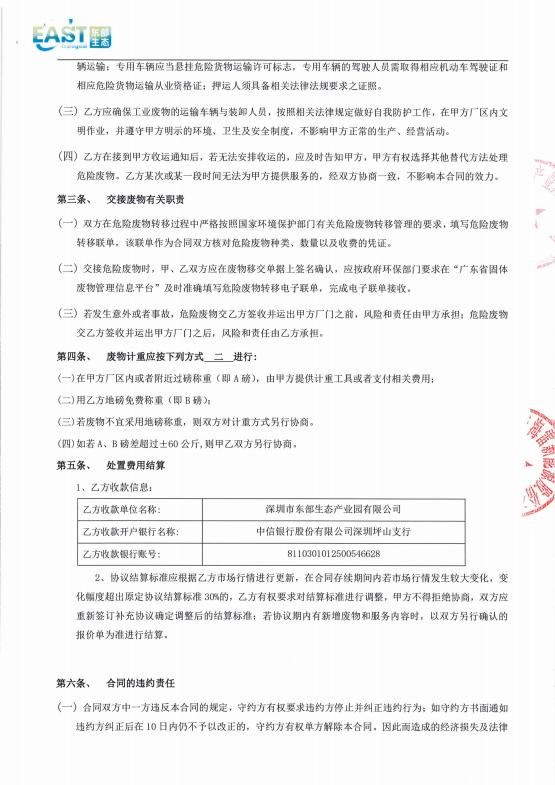 EAST 东部
生态
辆运输；专用车辆应当悬挂危险货物运输许可标志，专用车辆的驾驶人员需取得相应机动车驾驶证和
相应危险货物运输从业资格证；押运人须具备相关法律法规要求之证照。
(三) 乙方应确保工业废物的运输车辆与装卸人员，按照相关法律规定做好自我防护工作，在甲方厂区内文
明作业，并遵守甲方明示的环境、卫生及安全制度，不影响甲方正常的生产、经营活动。
(四) 乙方在接到甲方收运通知后，若无法安排收运的，应及时告知甲方，甲方有权选择其他替代方法处理
危险废物。乙方某次或某一段时间无法为甲方提供服务的，经双方协商一致，不影响本合同的效力。
第三条、 交接废物有关职责
(一) 双方在危险废物转移过程中严格按照国家环境保护部门有关危险废物转移管理的要求，填写危险废物
转移联单，该联单作为合同双方核对危险废物种类、数量以及收费的凭证。
(二) 交接危险废物时，甲、乙双方应在废物移交单据上签名确认，应按政府环保部门要求在“广东省固体
废物管理信息平台”及时准确填写危险废物转移电子联单，完成电子联单接收。
(三) 若发生意外或者事故，危险废物交乙方签收并运出甲方厂门之前，风险和责任由甲方承担；危险废物
交乙方签收并运出甲方厂门之后，风险和责任由乙方承担。
第四条、 废物计重应按下列方式 二 进行：
(一)在甲方厂区内或者附近过磅称重（即 A 磅），由甲方提供计重工具或者支付相关费用；
(二)用乙方地磅免费称重（即 B 磅）；
(三)若废物不宜采用地磅称重，则双方对计重方式另行协商。
(四)如若 A、B 磅差超过±60 公斤,则甲乙双方另行协商。
第五条、 处置费用结算
1、乙方收款信息：
乙方收款单位名称： 深圳市东部生态产业园有限公司
乙方收款开户银行名称： 中信银行股份有限公司深圳坪山支行
乙方收款银行账号： 8110301012500546628
2、协议结算标准应根据乙方市场行情进行更新，在合同存续期间内若市场行情发生较大变化，变
化幅度超出原定协议结算标准 30%的，乙方有权要求对结算标准进行调整，甲方不得拒绝协商，双方应
重新签订补充协议确定调整后的结算标准；若协议期内有新增废物和服务内容时，以双方另行确认的
报价单为准进行结算。
第六条、 合同的违约责任
(一) 合同双方中一方违反本合同的规定，守约方有权要求违约方停止并纠正违约行为；如守约方书面通知
违约方纠正后在 10 日内仍不予以改正的，守约方有权单方解除本合同。因此而造成的经济损失及法律